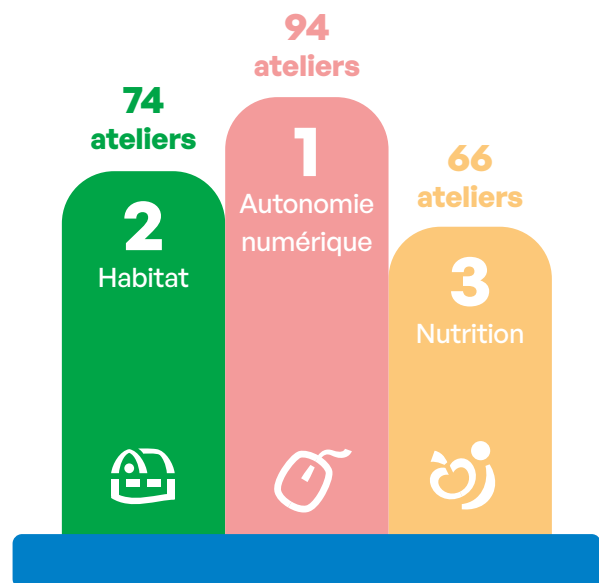 94
ateliers
1
Autonomie
numérique
74
ateliers
2
Habitat
66
ateliers
3
Nutrition